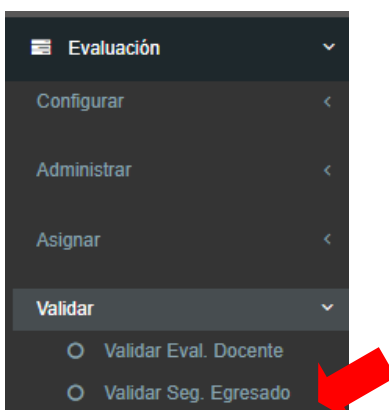 Evaluación
Configurar
Administrar
Asignar
Validar
Validar Eval. Docente
Validar Seg. Egresado